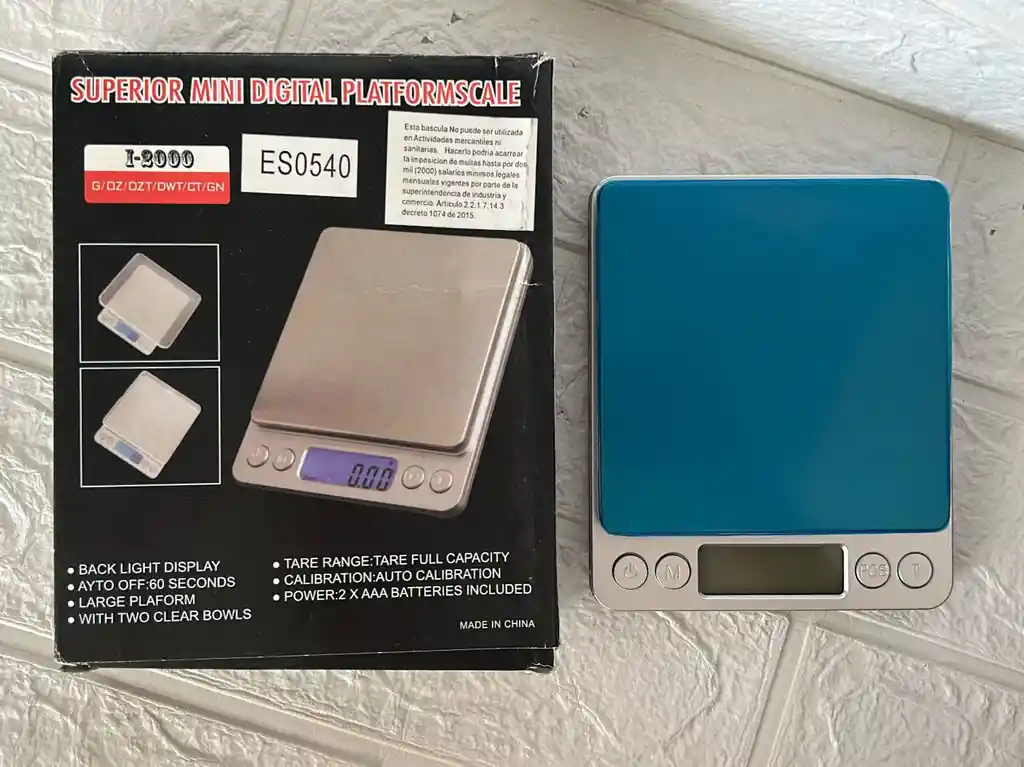 SUPERIOR MINI DIGITAL PLATFORMSCALE
I-2000
G/OZ/OZT/DWT/CT/GN
ES0540
Esta bascula No puede ser utilizada
en Actividades mercantiles ni
sanitarias. Hacerlo podria acarrear
la imposicion de multas hasta por dos
mil (2000) salarios minimos legales
mensuales vigentes por parte de la
superintendencia de industria y
comercio. Articulo 2.2.1.7.14.3
decreto 1074 de 2015.
0.00
● BACK LIGHT DISPLAY
● AYTO OFF:60 SECONDS
● LARGE PLAFORM
● WITH TWO CLEAR BOWLS
● TARE RANGE:TARE FULL CAPACITY
● CALIBRATION:AUTO CALIBRATION
● POWER:2 X AAA BATTERIES INCLUDED
MADE IN CHINA
M
PCS
T